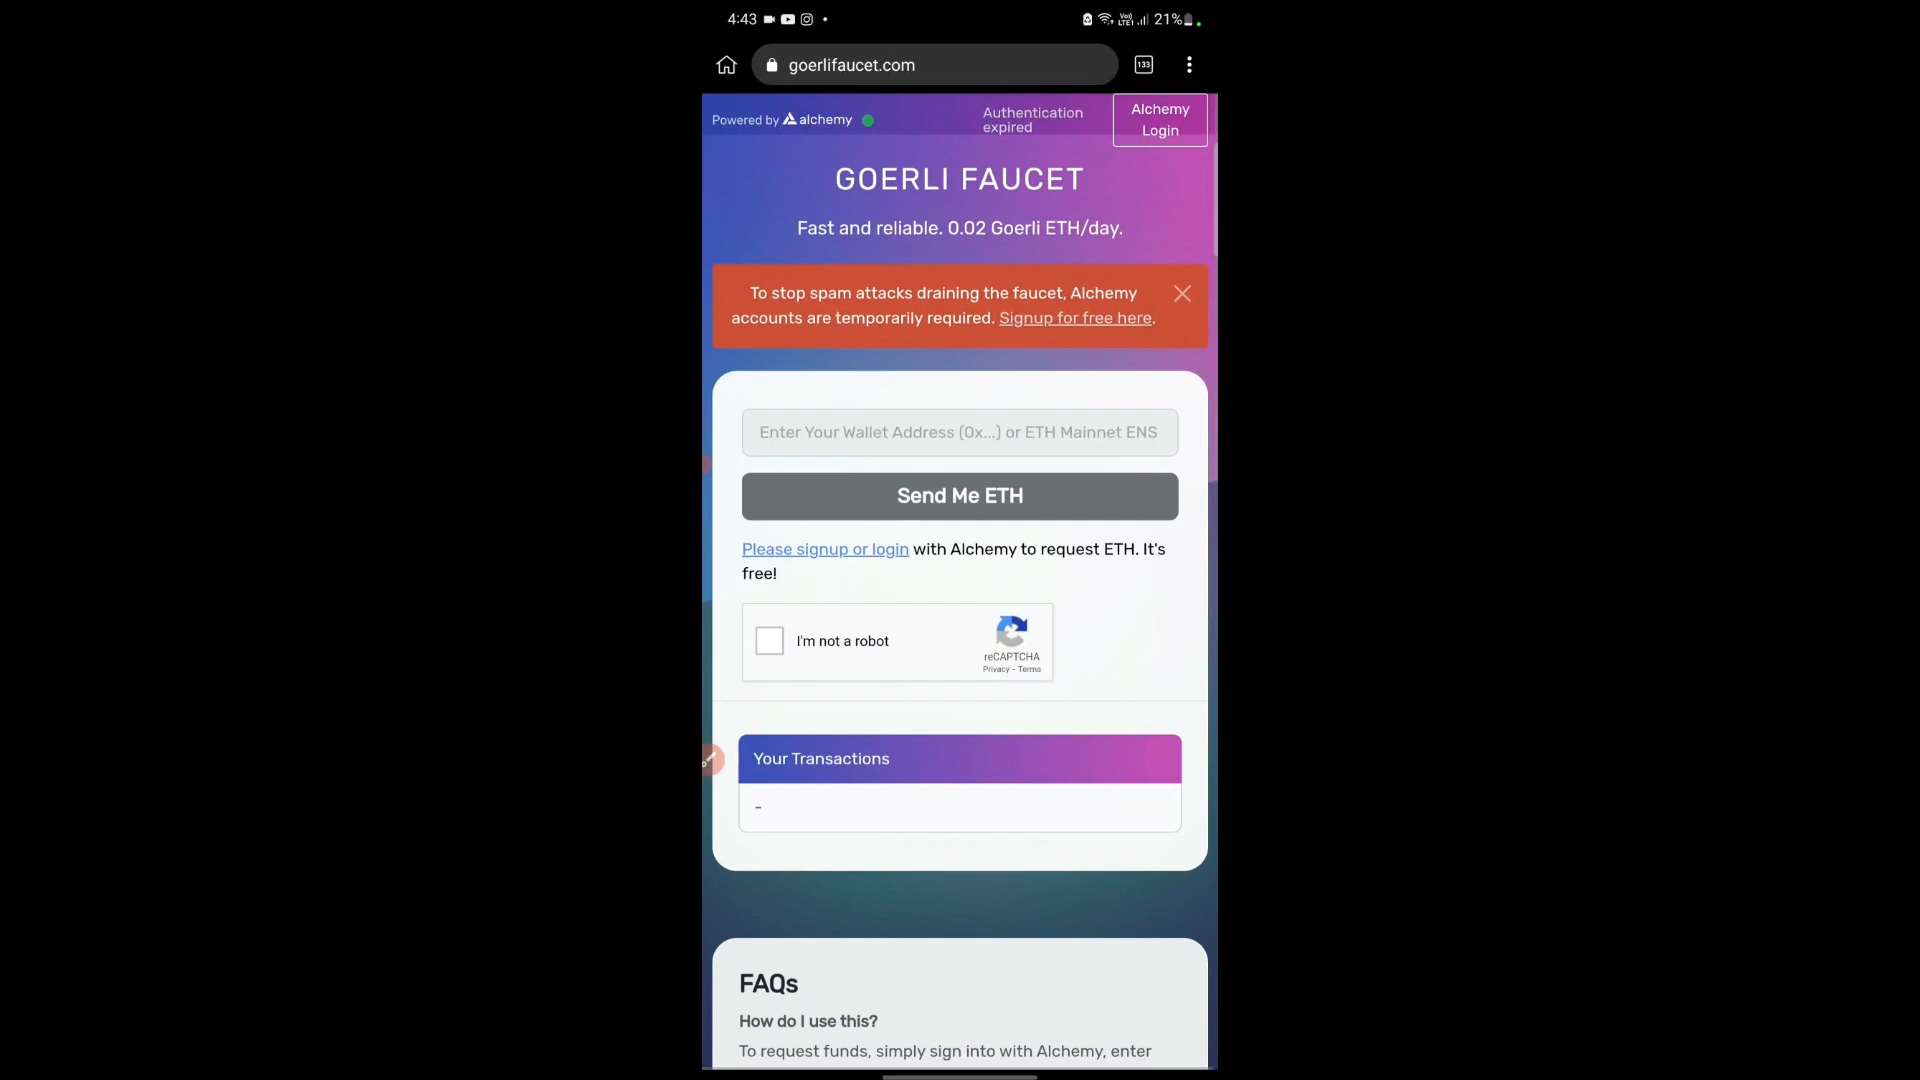 4:43
Vo) LTE1 21%
goerlifaucet.com
133
Powered by alchemy
Authentication expired
Alchemy
Login
GOERLI FAUCET
Fast and reliable. 0.02 Goerli ETH/day.
To stop spam attacks draining the faucet, Alchemy
accounts are temporarily required. Signup for free here.
Enter Your Wallet Address (0x...) or ETH Mainnet ENS
Send Me ETH
Please signup or login with Alchemy to request ETH. It's
free!
I'm not a robot
reCAPTCHA
Privacy - Terms
Your Transactions
-
FAQs
How do I use this?
To request funds, simply sign into with Alchemy, enter